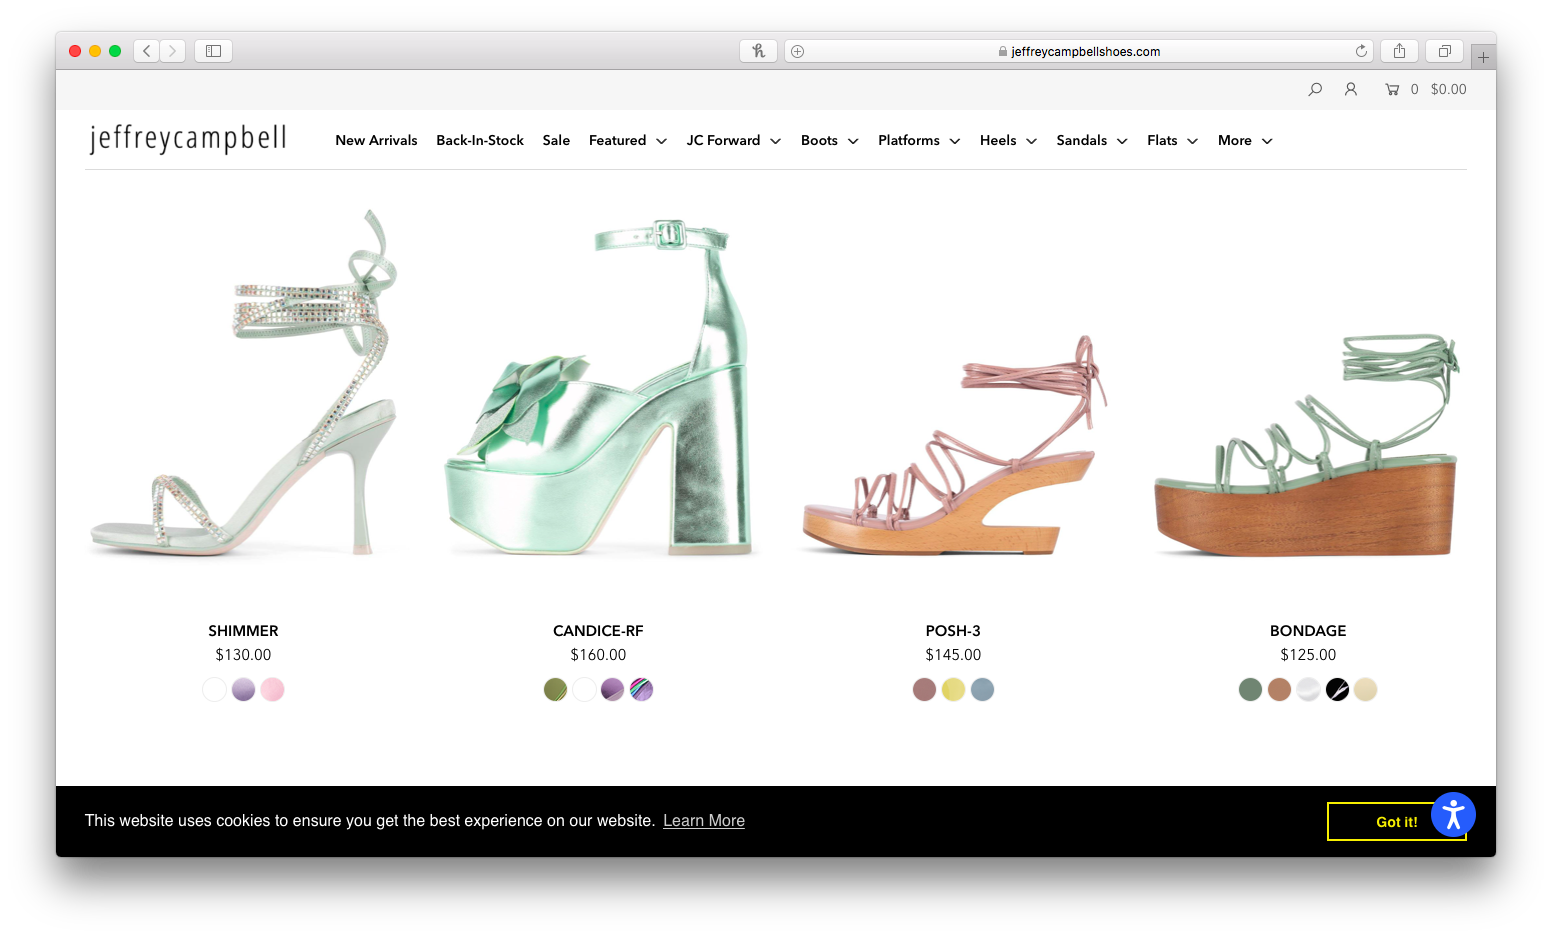 jeffreycampbellshoes.com
0 $0.00
jeffreycampbell
New Arrivals Back-In-Stock Sale Featured JC Forward Boots Platforms Heels Sandals Flats More
SHIMMER
$130.00
CANDICE-RF
$160.00
POSH-3
$145.00
BONDAGE
$125.00
This website uses cookies to ensure you get the best experience on our website. Learn More
Got it!